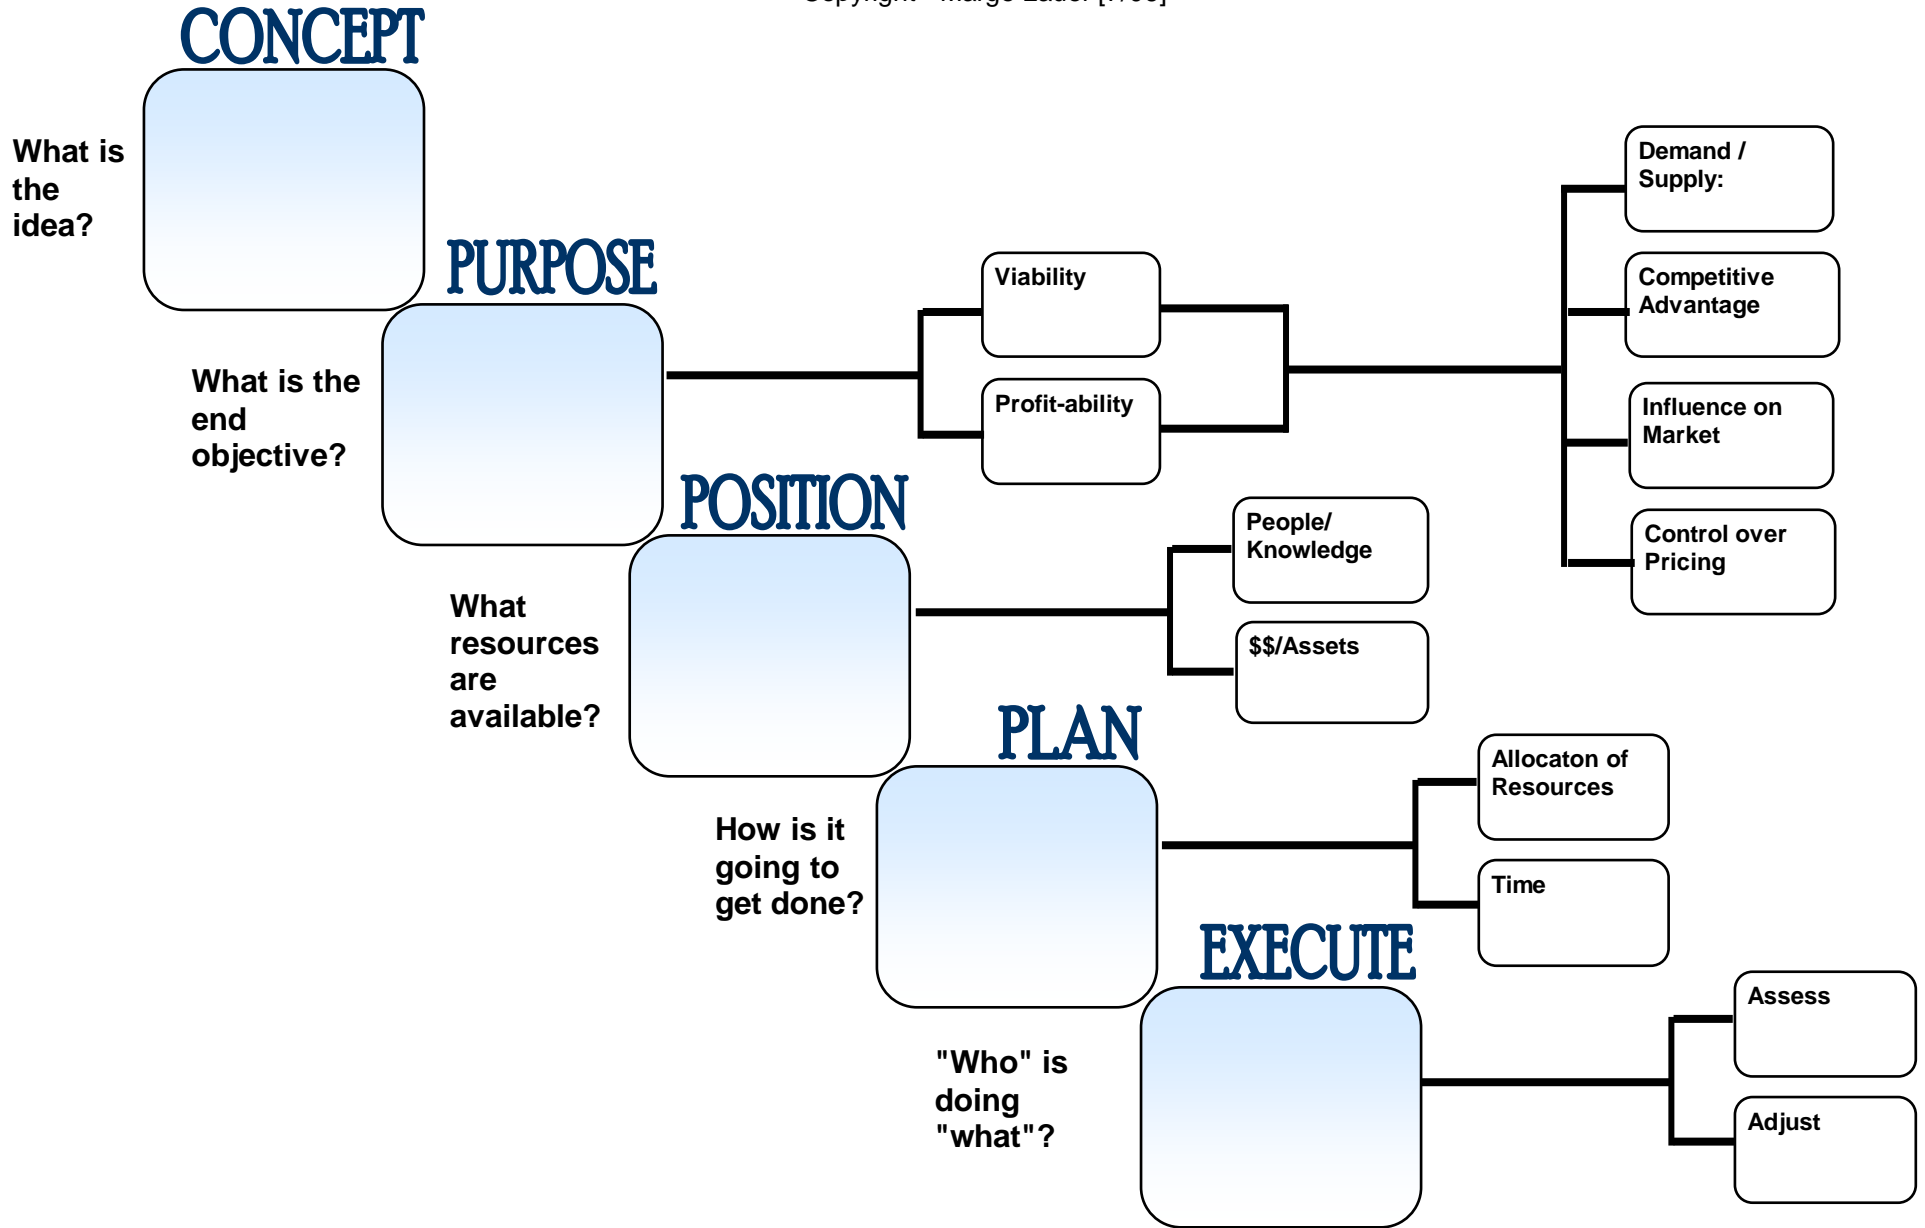 Copyright
CONCEPT
What is
the
idea?
Demand /
Supply:
PURPOSE
Viability
Competitive
Advantage
What is the
end
objective?
Profit-ability
Influence on
Market
POSITION
People/
Knowledge
Control over
Pricing
What
resources
are
available?
$$/Assets
PLAN
Allocaton of
Resources
How is it
going to
get done?
Time
EXECUTE
Assess
"Who" is
doing
"what"?
Adjust